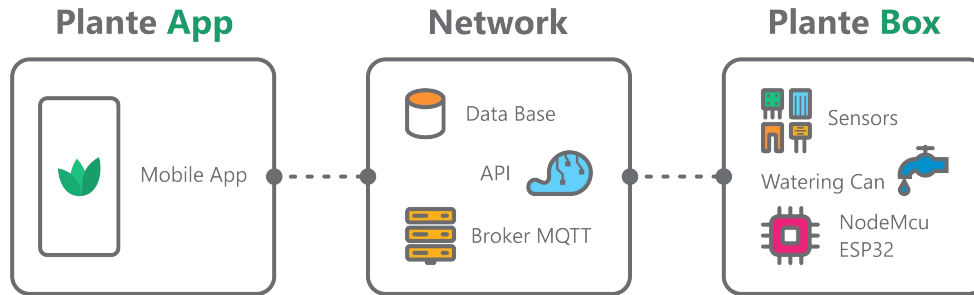 Plante App
Mobile App
Network
Data Base
API
Broker MQTT
Plante Box
Sensors
Watering Can
NodeMcu
ESP32